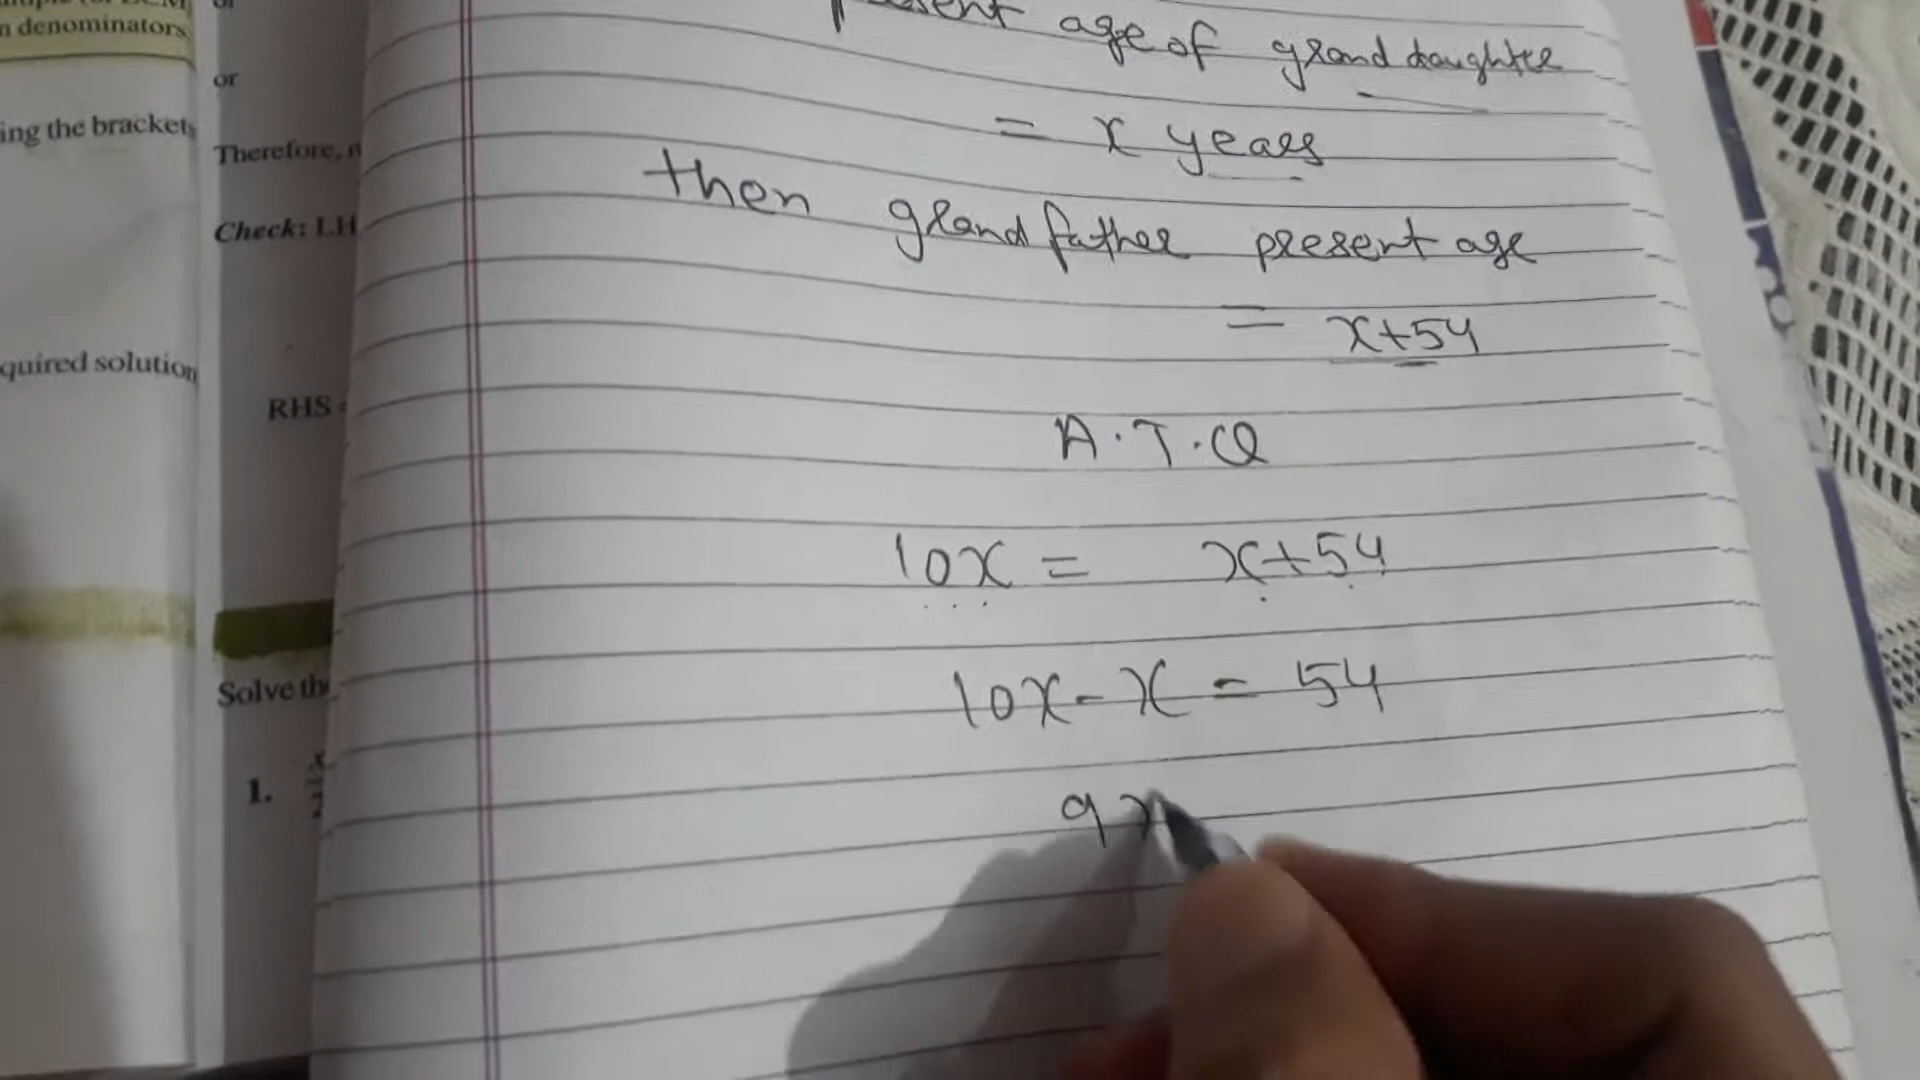 n denominators
ing the brackets
quired solution
or
Therefore,
Check: LH
RHS
Solve th
1.
present age of grand daughter
= x years
then grand father present age
= x+54
A.T.Q
10x = x+54
10x-x = 54
9x